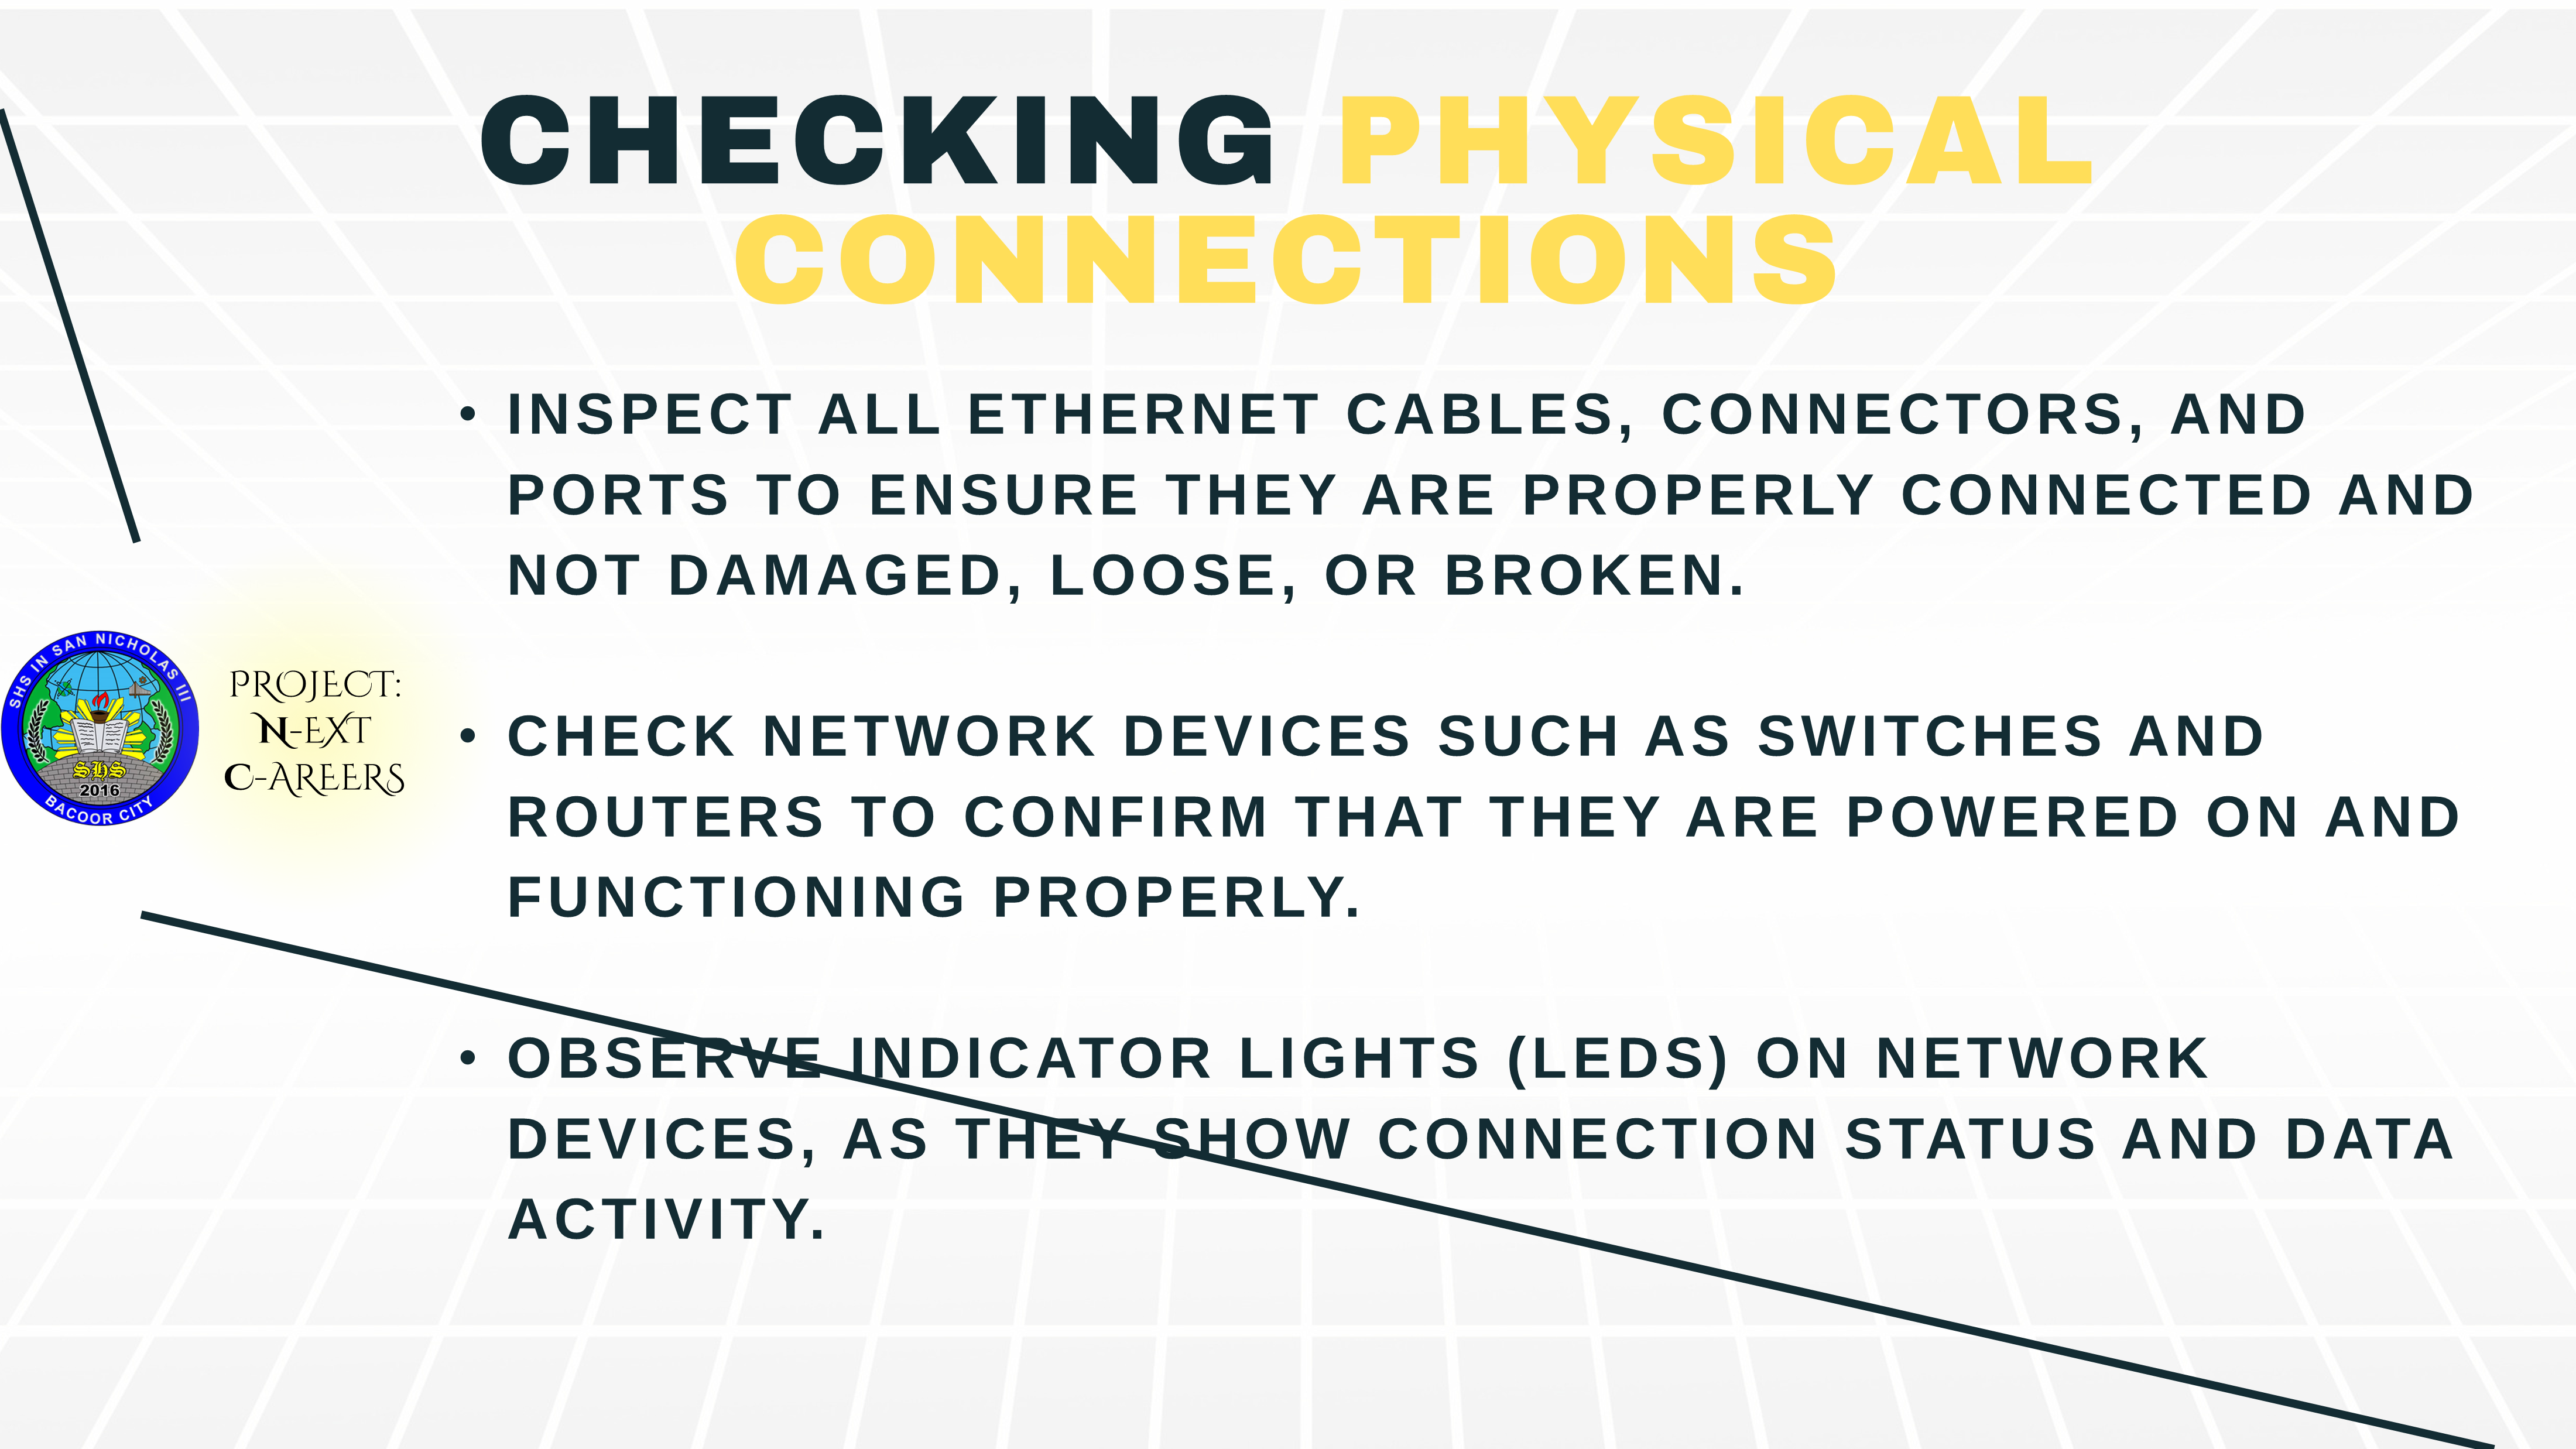 CHECKING PHYSICAL
CONNECTIONS
• INSPECT ALL ETHERNET CABLES, CONNECTORS, AND
PORTS TO ENSURE THEY ARE PROPERLY CONNECTED AND
NOT DAMAGED, LOOSE, OR BROKEN.
SHS IN SAN NICHOLAS III
SHS
2016
BACOOR CITY
PROJECT:
N-EXT
C-AREERS
• CHECK NETWORK DEVICES SUCH AS SWITCHES AND
ROUTERS TO CONFIRM THAT THEY ARE POWERED ON AND
FUNCTIONING PROPERLY.
• OBSERVE INDICATOR LIGHTS (LEDS) ON NETWORK
DEVICES, AS THEY SHOW CONNECTION STATUS AND DATA
ACTIVITY.